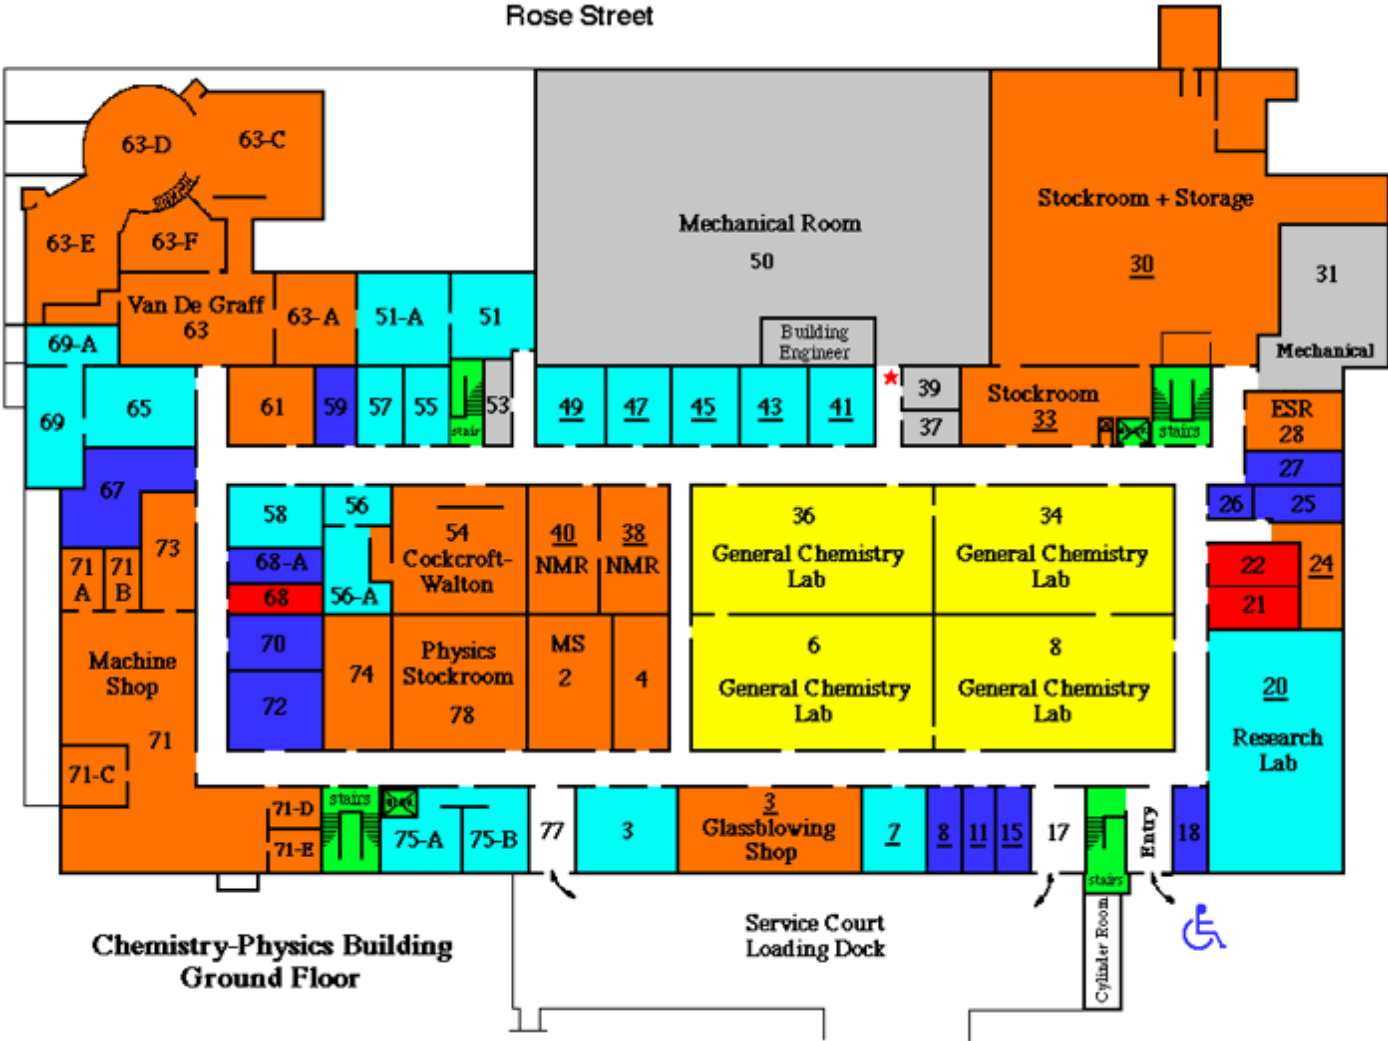 Rose Street
63-D
63-C
63-E
63-F
Van De Graff
63
63-A
51-A
51
69-A
69
65
61
59
57
55
stair
53
Mechanical Room
50
Building
Engineer
49
47
45
43
41
39
37
Stockroom + Storage
30
31
Mechanical
Stockroom
33
stairs
ESR
28
27
26
25
22
21
24
67
73
71
A
71
B
58
56
68-A
68
56-A
54
Cockcroft-
Walton
40
NMR
38
NMR
36
General Chemistry
Lab
34
General Chemistry
Lab
Machine
Shop
71
71-C
70
72
74
Physics
Stockroom
78
MS
2
4
6
General Chemistry
Lab
8
General Chemistry
Lab
20
Research
Lab
71-D
71-E
stairs
75-A
75-B
77
3
3
Glassblowing
Shop
7
8
11
15
17
stairs
Entry
18
Chemistry-Physics Building
Ground Floor
Service Court
Loading Dock
Cylinder Room